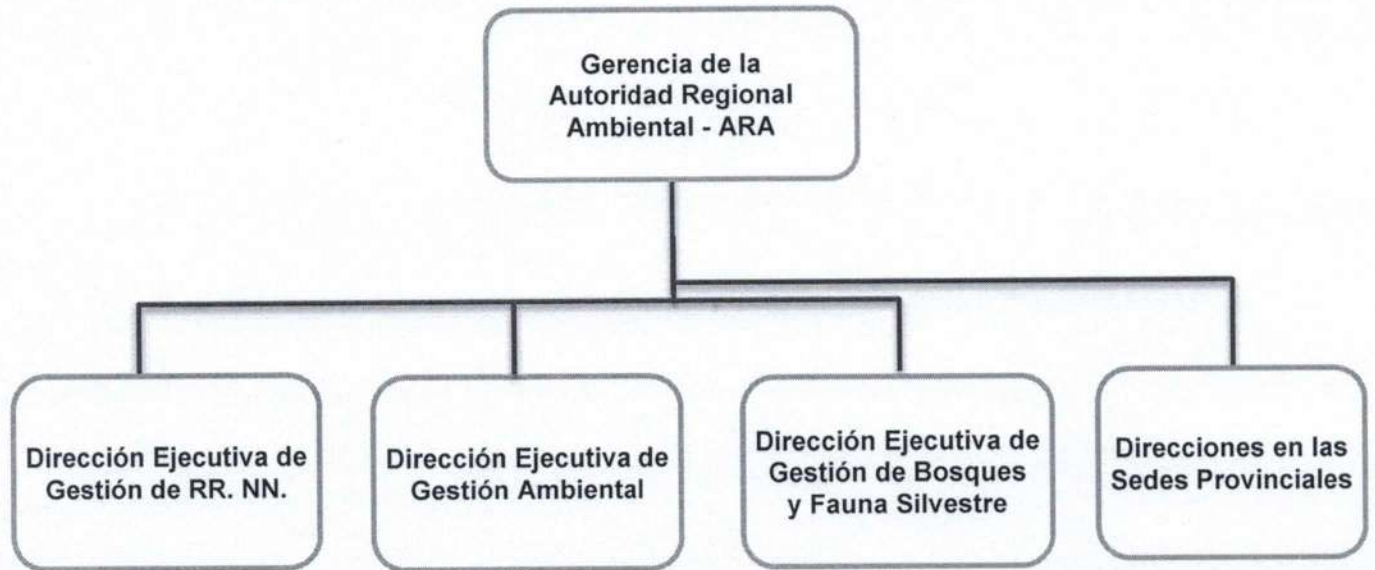 Gerencia de la
Autoridad Regional
Ambiental - ARA
Dirección Ejecutiva de
Gestión de RR. NN.
Dirección Ejecutiva de
Gestión Ambiental
Dirección Ejecutiva de
Gestión de Bosques
y Fauna Silvestre
Direcciones en las
Sedes Provinciales